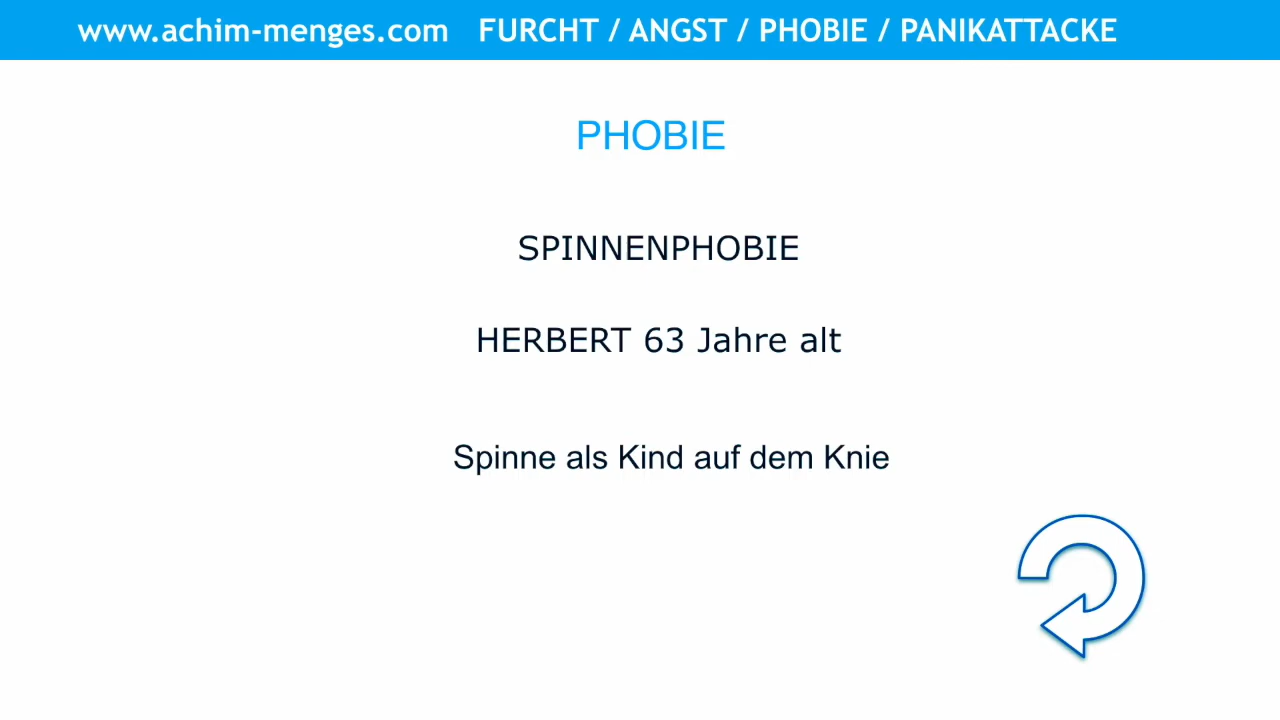 www.achim-menges.com FURCHT / ANGST / PHOBIE / PANIKATTACKE
PHOBIE
SPINNENPHOBIE
HERBERT 63 Jahre alt
Spinne als Kind auf dem Knie